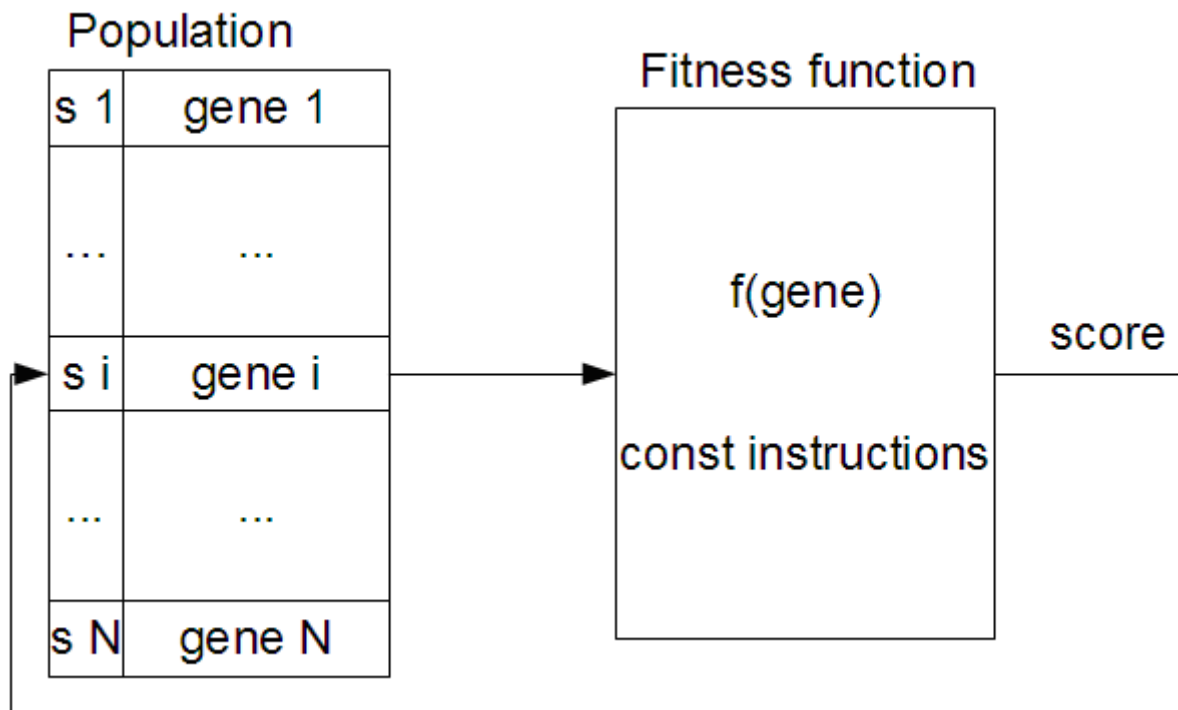 Population
s 1 gene 1
... ...
s i gene i
... ...
s N gene N
Fitness function
f(gene)
const instructions
score